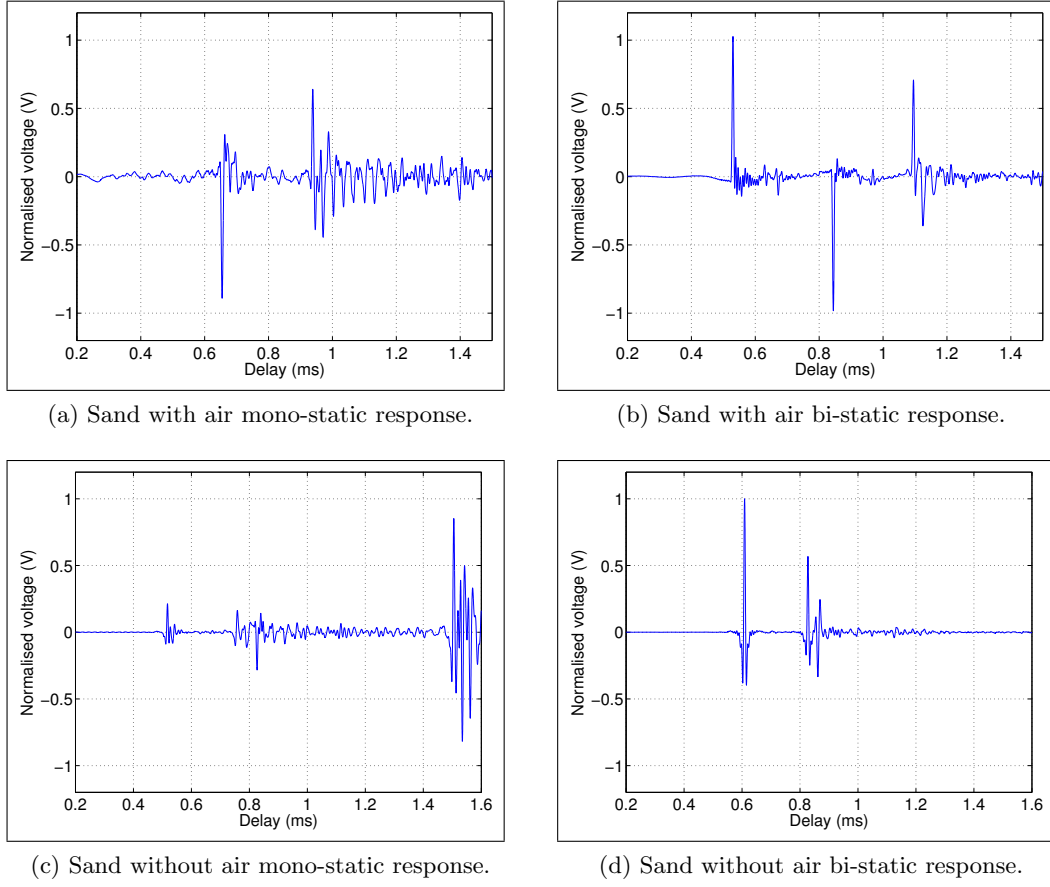 1
0.5
0
−0.5
−1
Normalised voltage (V)
0.2 0.4 0.6 0.8 1 1.2 1.4
Delay (ms)
(a) Sand with air mono-static response.
1
0.5
0
−0.5
−1
Normalised voltage (V)
0.2 0.4 0.6 0.8 1 1.2 1.4
Delay (ms)
(b) Sand with air bi-static response.
1
0.5
0
−0.5
−1
Normalised voltage (V)
0.2 0.4 0.6 0.8 1 1.2 1.4 1.6
Delay (ms)
(c) Sand without air mono-static response.
1
0.5
0
−0.5
−1
Normalised voltage (V)
0.2 0.4 0.6 0.8 1 1.2 1.4 1.6
Delay (ms)
(d) Sand without air bi-static response.